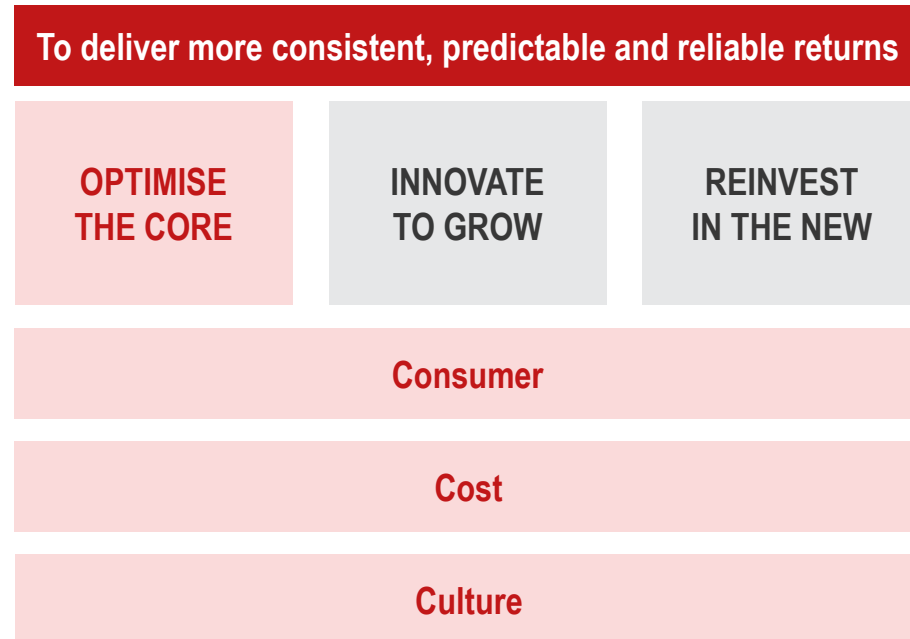 To deliver more consistent, predictable and reliable returns
OPTIMISE
THE CORE
INNOVATE
TO GROW
REINVEST
IN THE NEW
Consumer
Cost
Culture